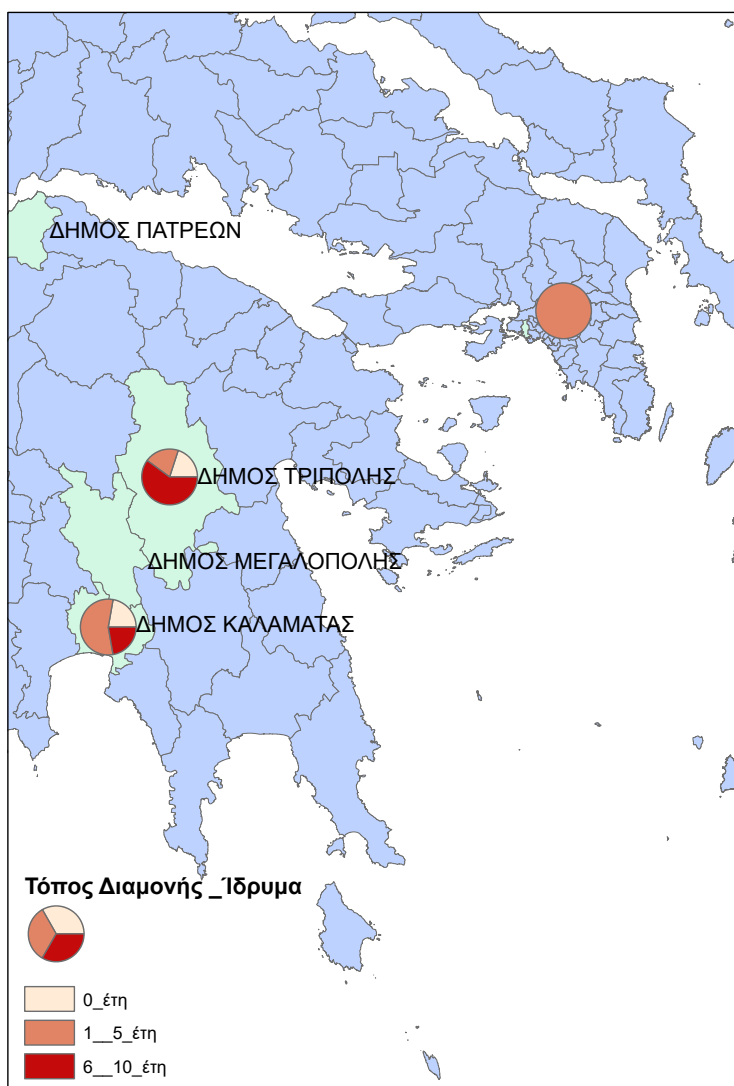 ΔΗΜΟΣ ΠΑΤΡΕΩΝ
ΔΗΜΟΣ ΤΡΙΠΟΛΗΣ
ΔΗΜΟΣ ΜΕΓΑΛΟΠΟΛΗΣ
ΔΗΜΟΣ ΚΑΛΑΜΑΤΑΣ
Τόπος Διαμονής _Ίδρυμα
0_έτη
1__5_έτη
6__10_έτη